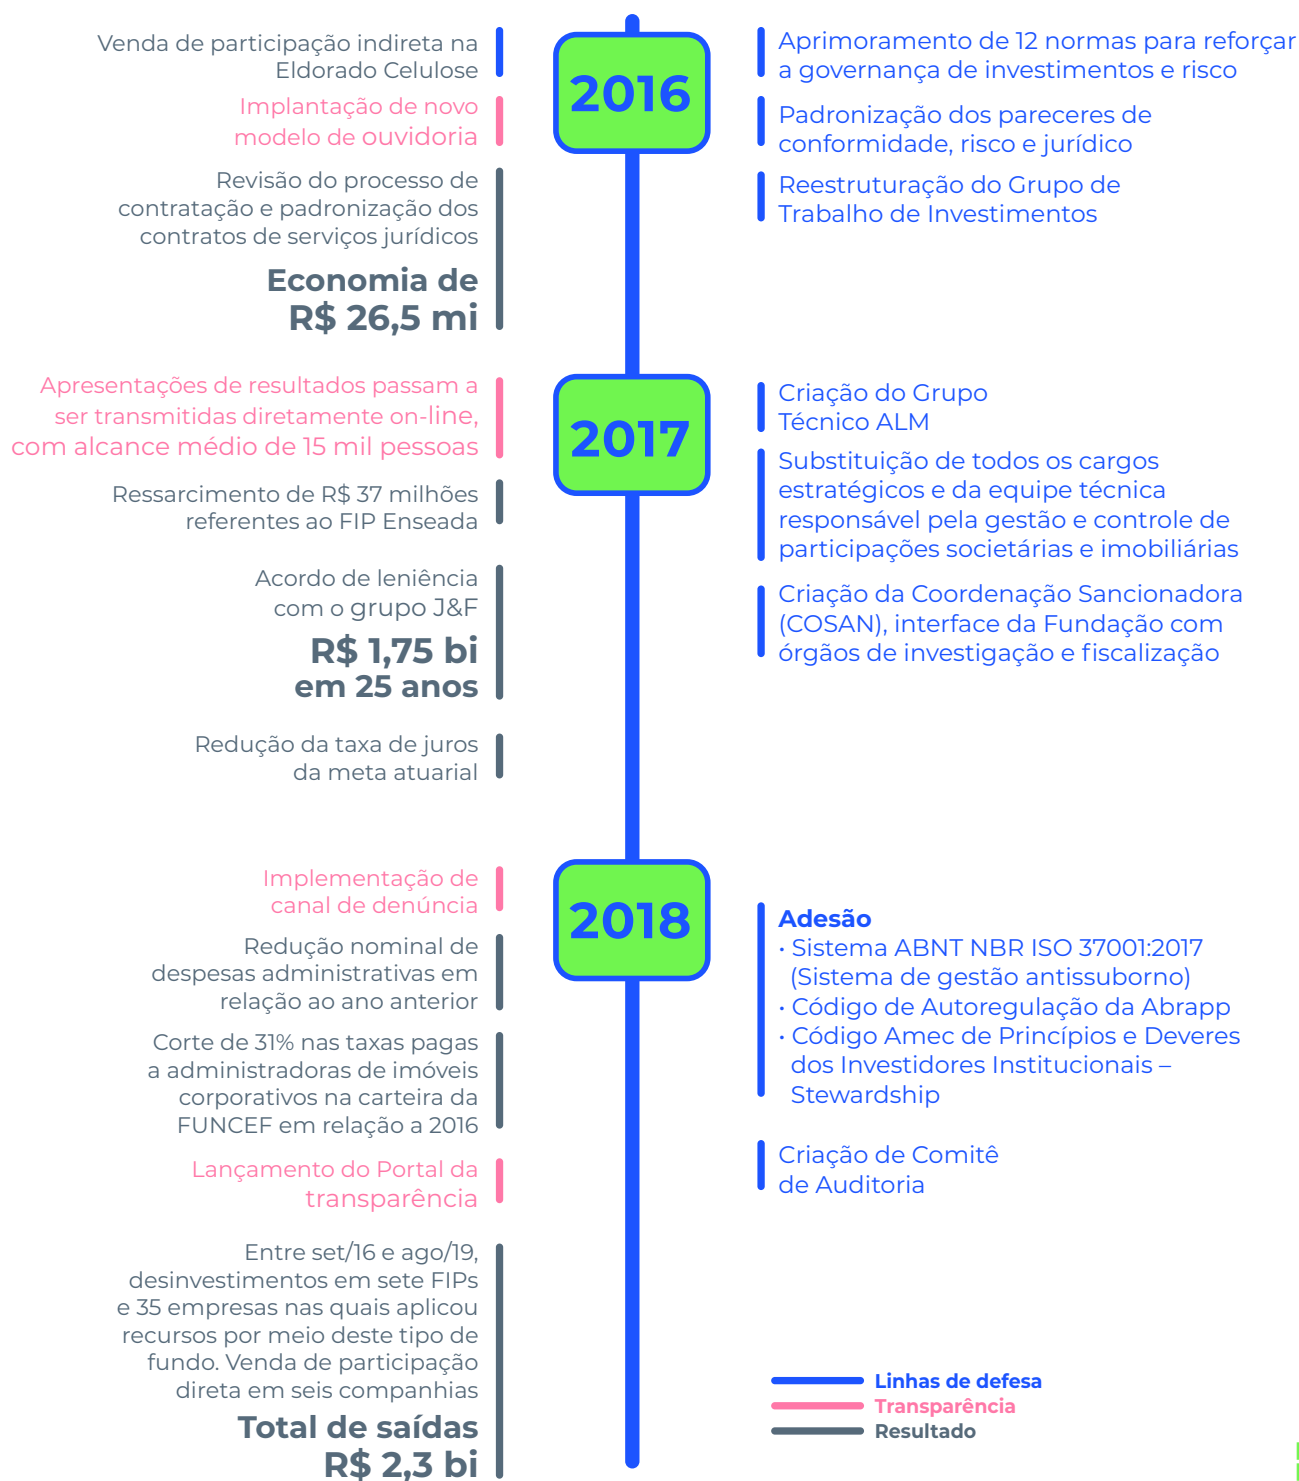 2016
Venda de participação indireta na
Eldorado Celulose
Implantação de novo
modelo de ouvidoria
Revisão do processo de
contratação e padronização dos
contratos de serviços jurídicos
Economia de
R$ 26,5 mi
Aprimoramento de 12 normas para reforçar
a governança de investimentos e risco
Padronização dos pareceres de
conformidade, risco e jurídico
Reestruturação do Grupo de
Trabalho de Investimentos
2017
Apresentações de resultados passam a
ser transmitidas diretamente on-line,
com alcance médio de 15 mil pessoas
Ressarcimento de R$ 37 milhões
referentes ao FIP Enseada
Acordo de leniência
com o grupo J&F
R$ 1,75 bi
em 25 anos
Redução da taxa de juros
da meta atuarial
Criação do Grupo
Técnico ALM
Substituição de todos os cargos
estratégicos e da equipe técnica
responsável pela gestão e controle de
participações societárias e imobiliárias
Criação da Coordenação Sancionadora
(COSAN), interface da Fundação com
órgãos de investigação e fiscalização
2018
Implementação de
canal de denúncia
Redução nominal de
despesas administrativas em
relação ao ano anterior
Corte de 31% nas taxas pagas
a administradoras de imóveis
corporativos na carteira da
FUNCEF em relação a 2016
Lançamento do Portal da
transparência
Entre set/16 e ago/19,
desinvestimentos em sete FIPs
e 35 empresas nas quais aplicou
recursos por meio deste tipo de
fundo. Venda de participação
direta em seis companhias
Total de saídas
R$ 2,3 bi
Adesão
• Sistema ABNT NBR ISO 37001:2017
(Sistema de gestão antissuborno)
• Código de Autoregulação da Abrapp
• Código Amec de Princípios e Deveres
dos Investidores Institucionais –
Stewardship
Criação de Comitê
de Auditoria
Linhas de defesa
Transparência
Resultado